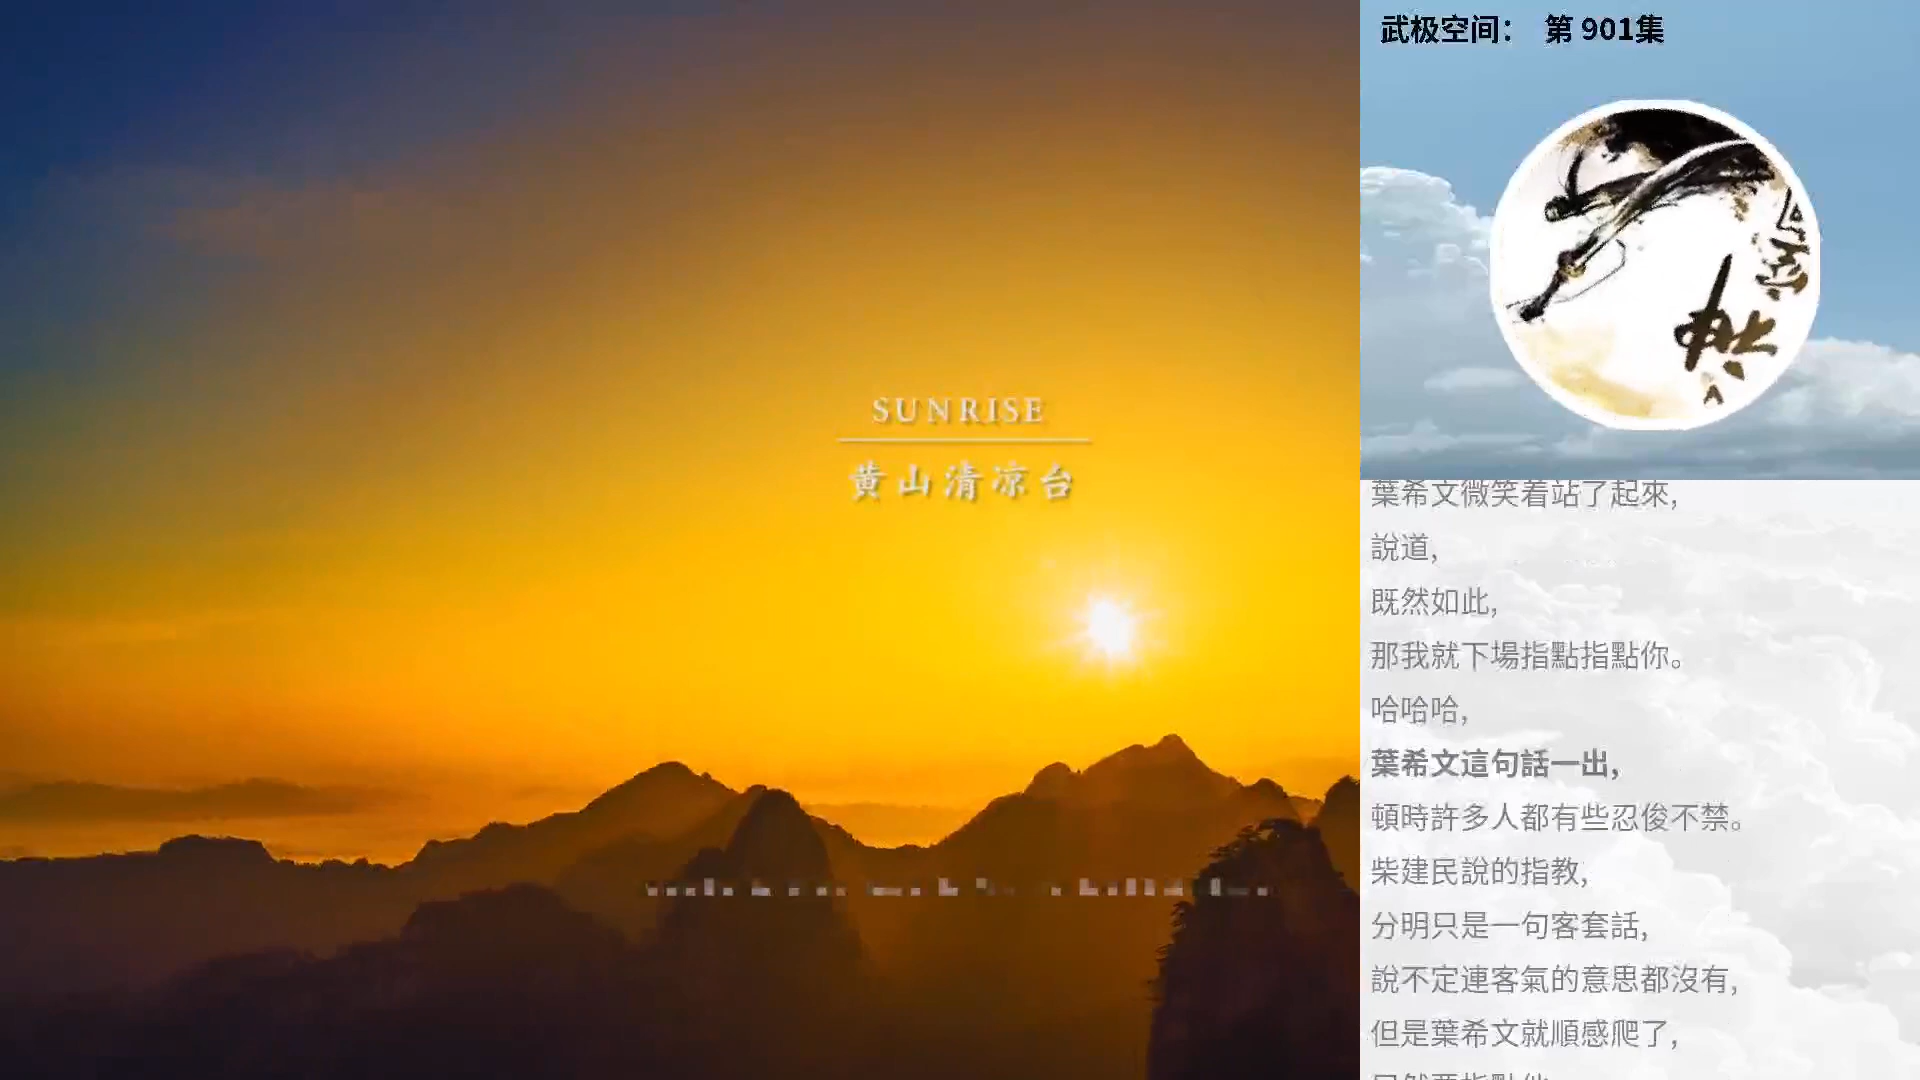 SUNRISE
黄山清凉台
武极空间： 第 901集
葉希文微笑着站了起來,
說道,
既然如此,
那我就下場指點指點你。
哈哈哈,
葉希文這句話一出,
頓時許多人都有些忍俊不禁。
柴建民說的指教,
分明只是一句客套話,
說不定連客氣的意思都沒有,
但是葉希文就順感爬了,